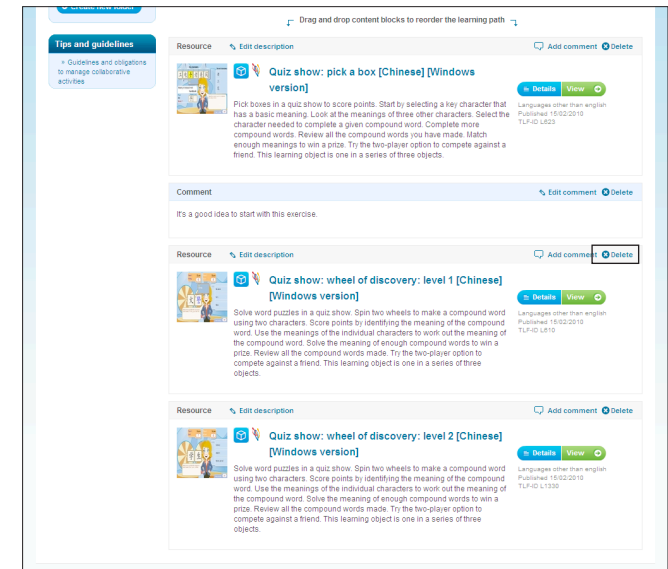 Create new folder
Drag and drop content blocks to reorder the learning path
Tips and guidelines
» Guidelines and obligations
to manage collaborative
activities
Resource Edit description Add comment Delete
Quiz show: pick a box [Chinese] [Windows
version]
Details View
Pick boxes in a quiz show to score points. Start by selecting a key character that
has a basic meaning. Look at the meanings of three other characters. Select the
character needed to complete a given compound word. Complete more
compound words. Review all the compound words you have made. Match
enough meanings to win a prize. Try the two-player option to compete against a
friend. This learning object is one in a series of three objects.
Languages other than english
Published 15/02/2010
TLF-ID L623
Comment Edit comment Delete
It's a good idea to start with this exercise.
Resource Edit description Add comment Delete
Quiz show: wheel of discovery: level 1 [Chinese]
[Windows version]
Details View
Solve word puzzles in a quiz show. Spin two wheels to make a compound word
using two characters. Score points by identifying the meaning of the compound
word. Use the meanings of the individual characters to work out the meaning of
the compound word. Solve the meaning of enough compound words to win a
prize. Review all the compound words made. Try the two-player option to
compete against a friend. This learning object is one in a series of three
objects.
Languages other than english
Published 15/02/2010
TLF-ID L610
Resource Edit description Add comment Delete
Quiz show: wheel of discovery: level 2 [Chinese]
[Windows version]
Details View
Solve word puzzles in a quiz show. Spin two wheels to make a compound word
using two characters. Score points by identifying the meaning of the compound
word. Use the meanings of the individual characters to work out the meaning of
the compound word. Solve the meaning of enough compound words to win a
prize. Review all the compound words made. Try the two-player option to
compete against a friend. This learning object is one in a series of three
objects.
Languages other than english
Published 15/02/2010
TLF-ID L1330